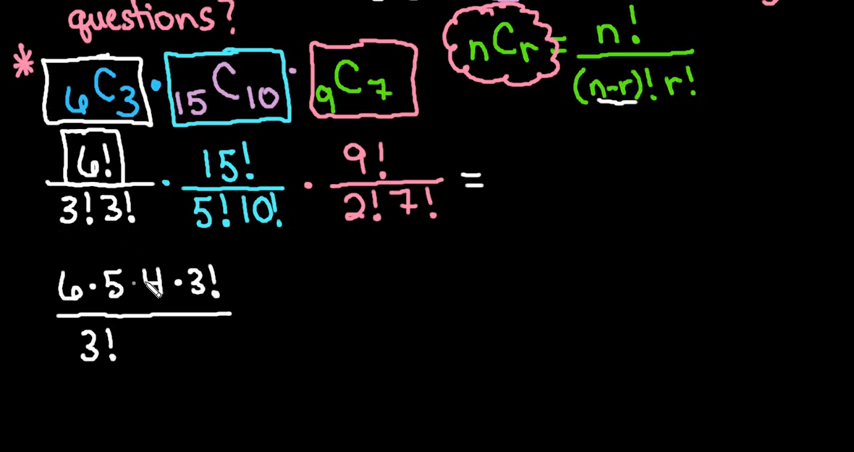 questions?
* ₆C₃ · ₁₅C₁₀ · ₉C₇
nCr = n! / (n-r)! r!
6! / 3! 3! · 15! / 5! 10! · 9! / 2! 7! =
6 · 5 · 4 · 3! / 3!